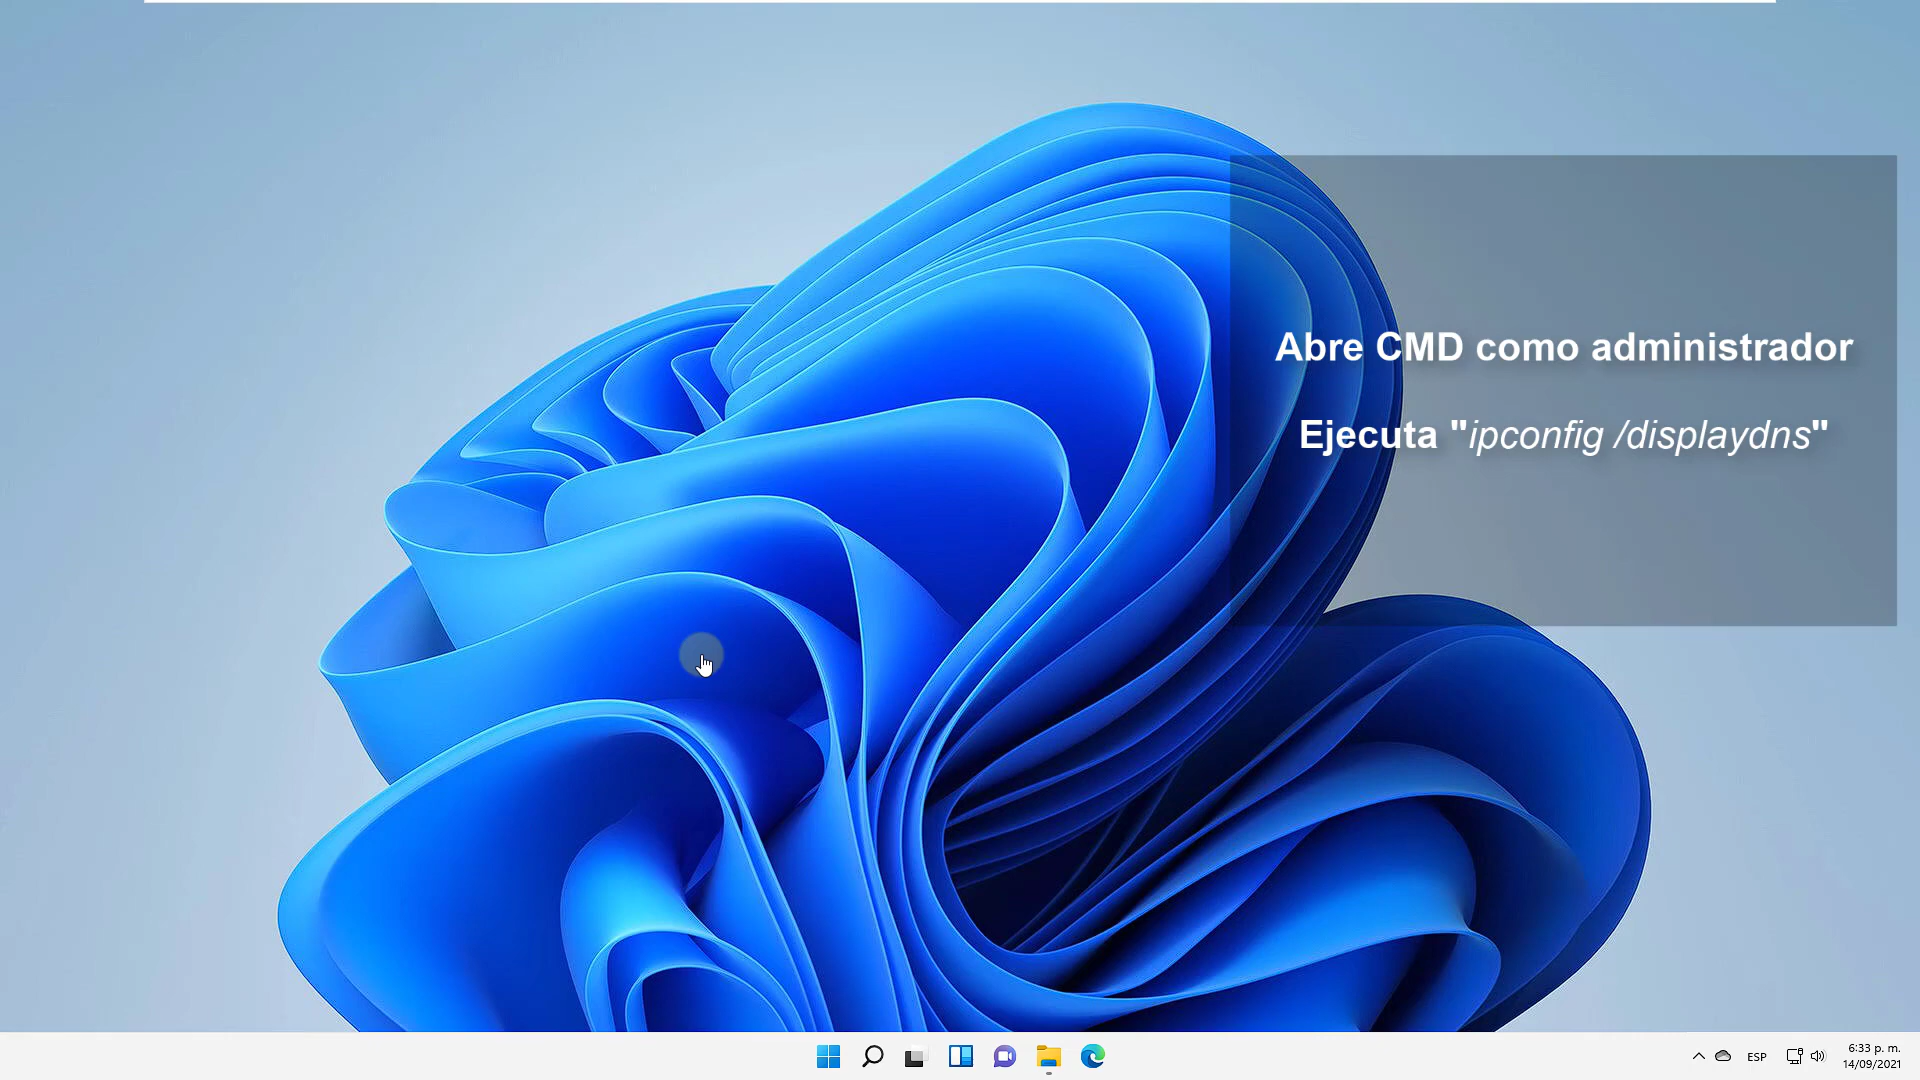 Abre CMD como administrador
Ejecuta "ipconfig /displaydns"
ESP
6:33 p. m.
14/09/2021